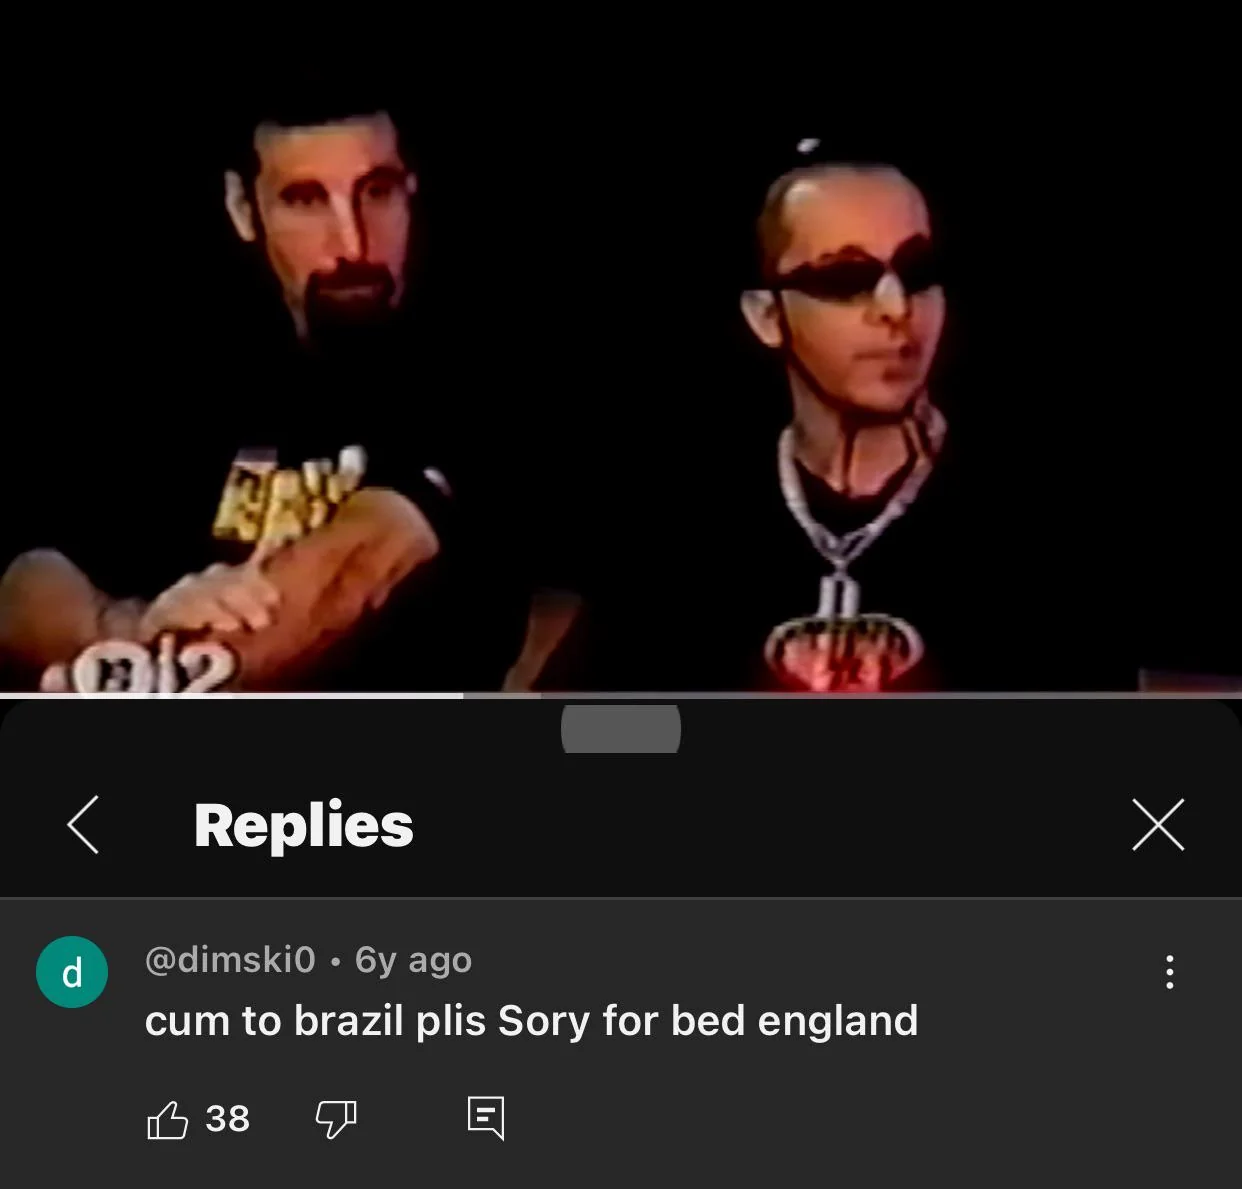 Replies
d
@dimski0 • 6y ago
cum to brazil plis Sory for bed england
38